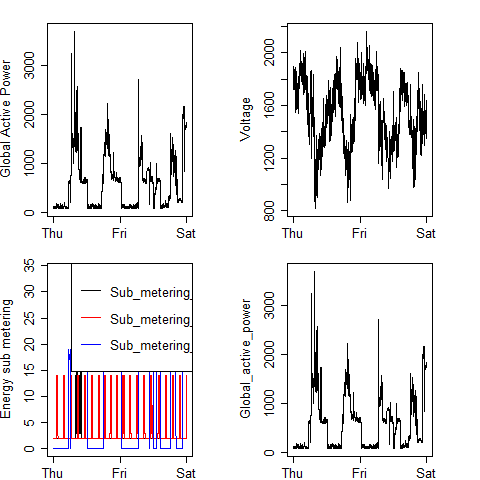 Global Active Power
0 1000 2000 3000
Thu Fri Sat
Voltage
800 1200 1600 2000
Thu Fri Sat
Energy sub metering
0 5 10 15 20 25 30 35
Sub_metering_
Sub_metering_
Sub_metering_
Thu Fri Sat
Global_active_power
0 1000 2000 3000
Thu Fri Sat